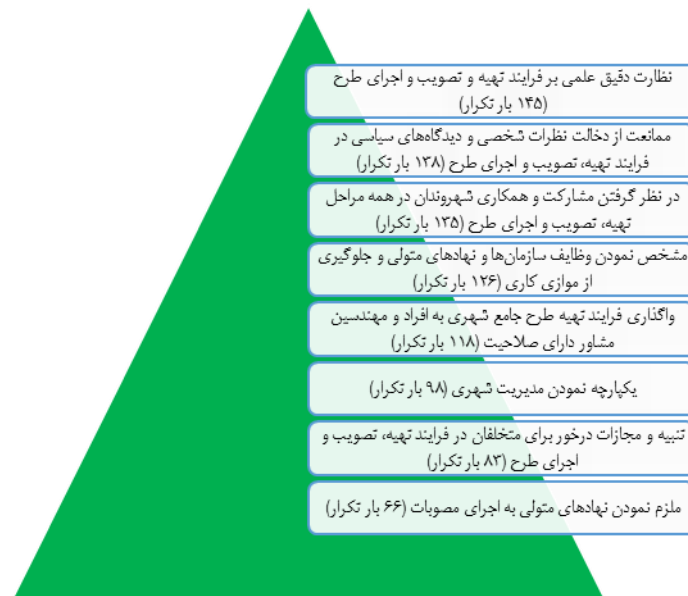 نظارت دقیق علمی بر فرایند تهیه و تصویب و اجرای طرح
(۱۴۵ بار تکرار)
ممانعت از دخالت نظرات شخصی و دیدگاه‌های سیاسی در
فرایند تهیه، تصویب و اجرای طرح (۱۳۸ بار تکرار)
در نظر گرفتن مشارکت و همکاری شهروندان در همه مراحل
تهیه، تصویب و اجرای طرح (۱۳۵ بار تکرار)
مشخص نمودن وظایف سازمان‌ها و نهادهای متولی و جلوگیری
از موازی کاری (۱۲۶ بار تکرار)
واگذاری فرایند تهیه طرح جامع شهری به افراد و مهندسین
مشاور دارای صلاحیت (۱۱۸ بار تکرار)
یکپارچه نمودن مدیریت شهری (۹۸ بار تکرار)
تنبیه و مجازات درخور برای متخلفان در فرایند تهیه، تصویب و
اجرای طرح (۸۳ بار تکرار)
ملزم نمودن نهادهای متولی به اجرای مصوبات (۶۶ بار تکرار)